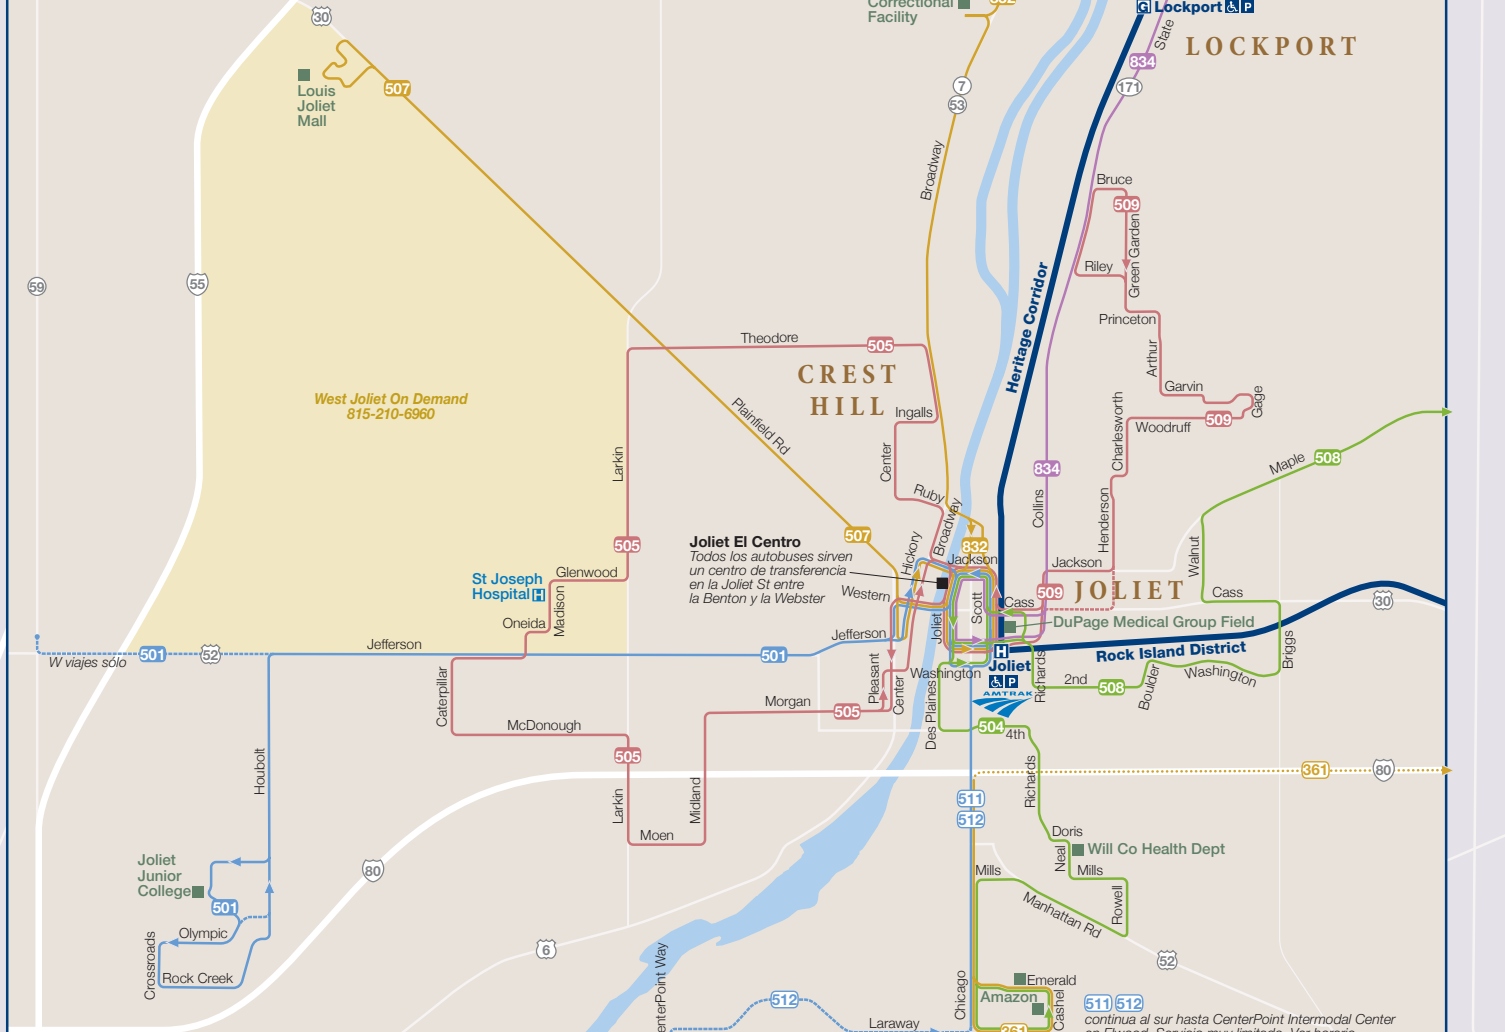 30
Louis
Joliet
Mall
507
Correctional
Facility
7
53
Broadway
G Lockport P
State
LOCKPORT
834
171
59
55
Heritage Corridor
Bruce
509
Green Garden
Riley
Princeton
Arthur
Garvin
Gage
Charlesworth
509
Woodruff
Theodore
505
CREST
HILL
West Joliet On Demand
815-210-6960
Plainfield Rd
Ingalls
Center
Larkin
Ruby
Broadway
834
Collins
Henderson
Maple
508
Walnut
505
507
832
Hickory
Jackson
Jackson
Joliet El Centro
Todos los autobuses sirven
un centro de transferencia
en la Joliet St entre
la Benton y la Webster
Glenwood
St Joseph
Hospital H
Madison
Western
Scott
Joliet
Cass
509
JOLIET
Cass
30
Oneida
DuPage Medical Group Field
Jefferson
Jefferson
W viajes sólo
501
52
501
H
Joliet
P
AMTRAK
Rock Island District
Briggs
Washington
Washington
Richards
2nd
508
Boulder
Caterpillar
Pleasant
Center
Des Plaines
Morgan
505
McDonough
504
4th
505
Houbolt
Larkin
Midland
Moen
Richards
361
80
511
512
Doris
Neal
Will Co Health Dept
Mills
Mills
Rowell
Manhattan Rd
80
Joliet
Junior
College
501
Olympic
Crossroads
Rock Creek
6
52
Chicago
Emerald
Amazon
Cashel
361
512
Laraway
511 512
continua al sur hasta CenterPoint Intermodal Center